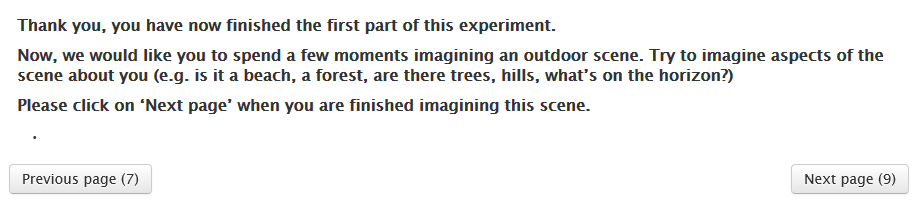 Thank you, you have now finished the first part of this experiment.
Now, we would like you to spend a few moments imagining an outdoor scene. Try to imagine aspects of the
scene about you (e.g. is it a beach, a forest, are there trees, hills, what’s on the horizon?)
Please click on ‘Next page’ when you are finished imagining this scene.
.
Previous page (7)
Next page (9)